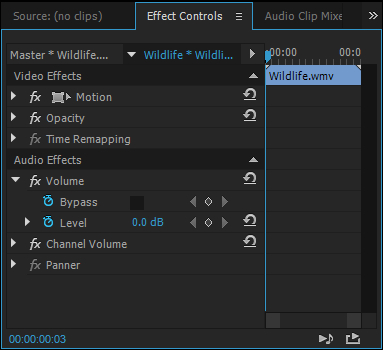 Source: (no clips) Effect Controls Audio Clip Mixe
Master * Wildlife.... Wildlife * Wildli... :00:00 00:0
Video Effects Wildlife.wmv
fx Motion
fx Opacity
fx Time Remapping
Audio Effects
fx Volume
Bypass
Level 0.0 dB
fx Channel Volume
fx Panner
00:00:00:03